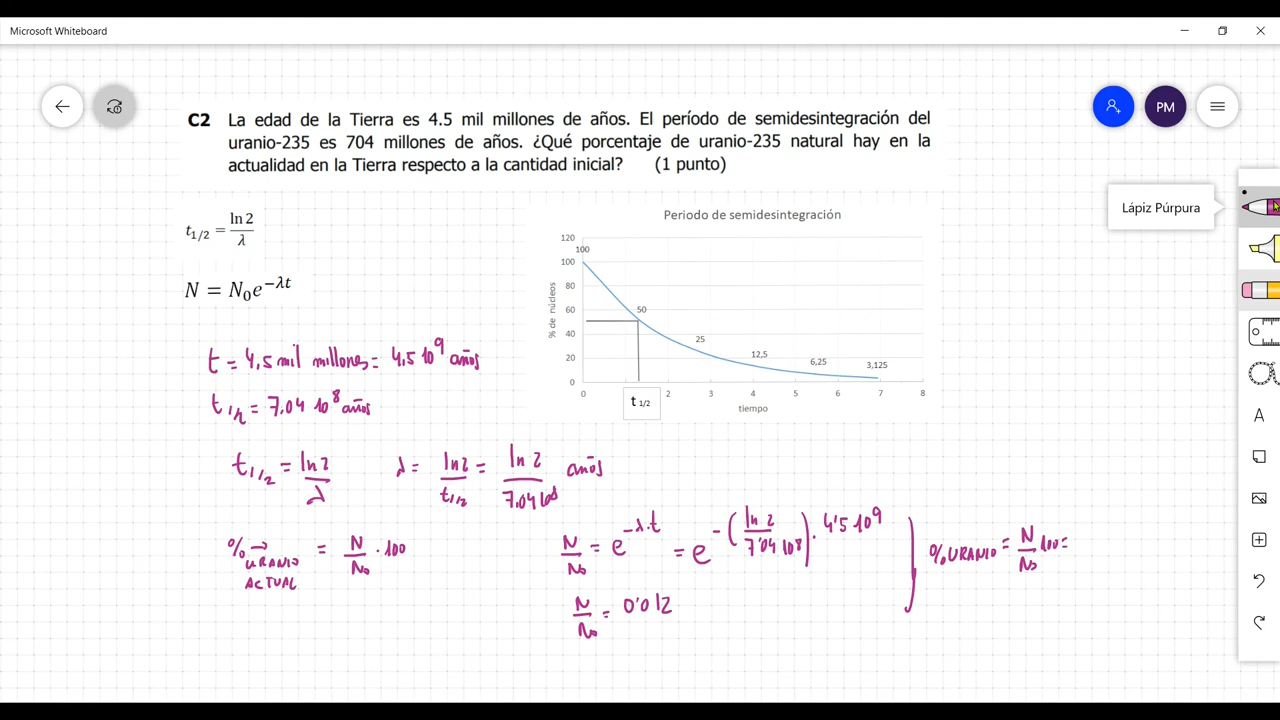 Microsoft Whiteboard
PM
C2 La edad de la Tierra es 4.5 mil millones de años. El período de semidesintegración del
uranio-235 es 704 millones de años. ¿Qué porcentaje de uranio-235 natural hay en la
actualidad en la Tierra respecto a la cantidad inicial? (1 punto)
Lápiz Púrpura
t1/2 = ln 2 / λ
N = N₀e^−λt
Periodo de semidesintegración
% de núcleos
120
100
80
60
40
20
0
100
50
25
12,5
6,25
3,125
0 t 1/2 2 3 4 5 6 7 8
tiempo
t = 4,5 mil millones = 4,5 10^9 años
t1/2 = 7,04 10^8 años
t1/2 = ln 2 / λ λ = ln 2 / t1/2 = ln 2 / 7,04 10^8 años
% → URANIO ACTUAL = N/N₀ · 100
N/N₀ = e^−λ·t = e^−(ln 2 / 7'04 10^8) · 4'5 10^9
% URANIO = N/N₀ 100=
N/N₀ = 0'012
A